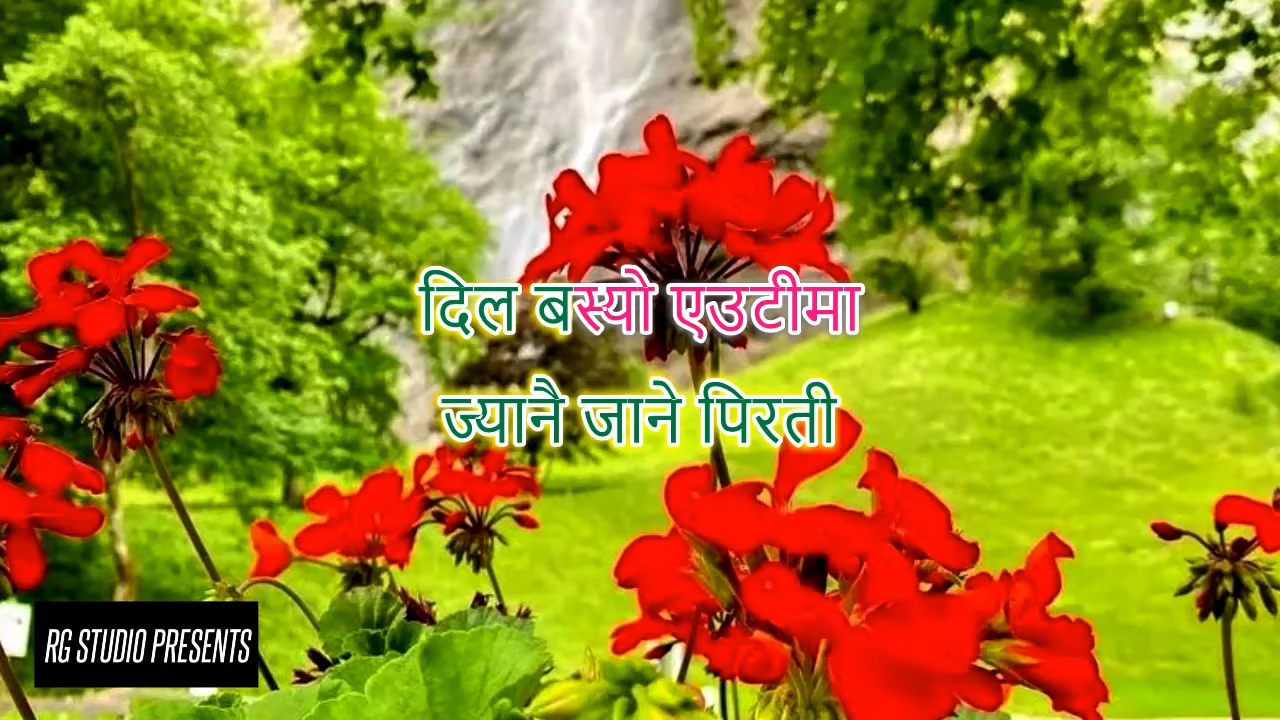 दिल बस्यो एउटीमा
ज्यानै जाने पिरती
RG STUDIO PRESENTS